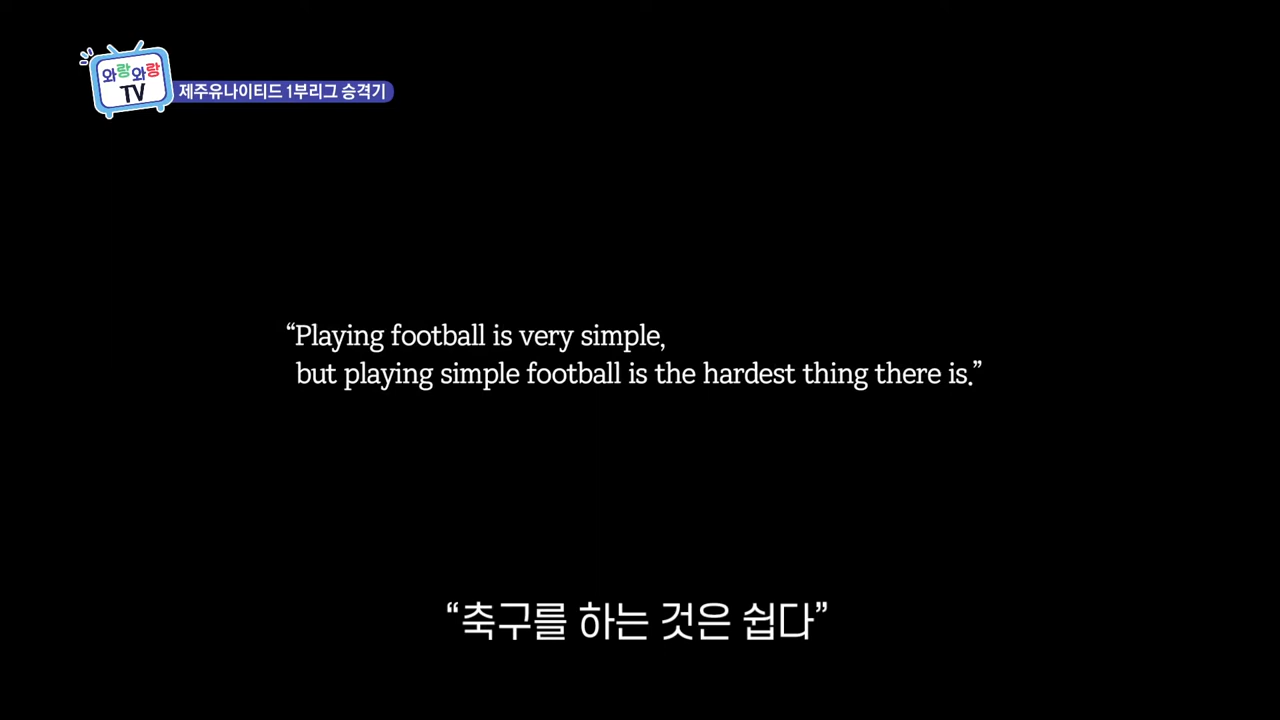 와랑와랑
TV
제주유나이티드 1부리그 승격기
“Playing football is very simple,
but playing simple football is the hardest thing there is.”
“축구를 하는 것은 쉽다”